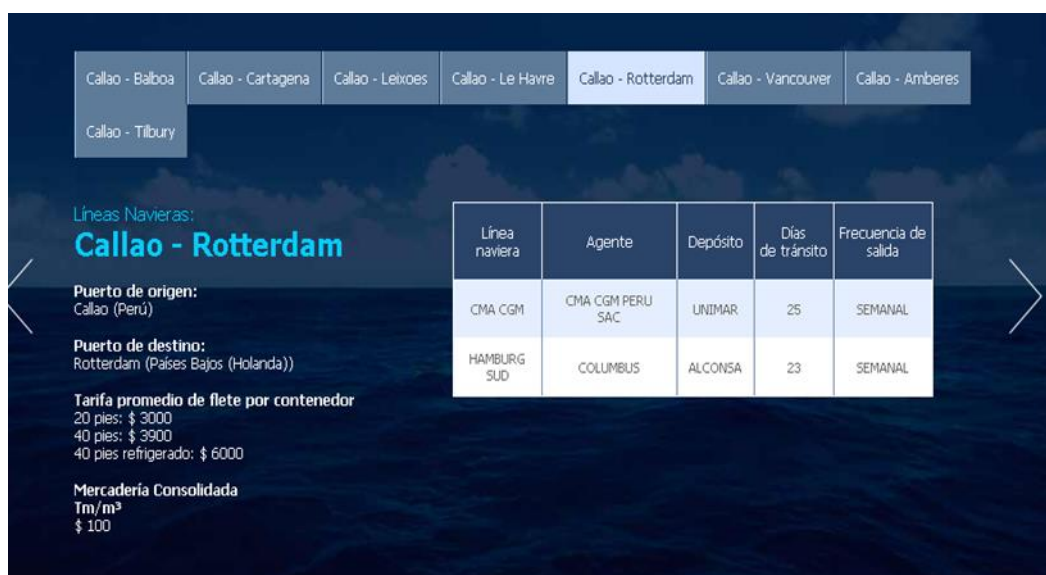 Callao - Balboa
Callao - Cartagena
Callao - Leixoes
Callao - Le Havre
Callao - Rotterdam
Callao - Vancouver
Callao - Amberes
Callao - Tilbury
Líneas Navieras:
Callao - Rotterdam
Puerto de origen:
Callao (Perú)
Puerto de destino:
Rotterdam (Países Bajos (Holanda))
Tarifa promedio de flete por contenedor
20 pies: $ 3000
40 pies: $ 3900
40 pies refrigerado: $ 6000
Mercadería Consolidada
Tm/m³
$ 100
Línea
naviera
Agente
Depósito
Días
de tránsito
Frecuencia de
salida
CMA CGM
CMA CGM PERU
SAC
UNIMAR
25
SEMANAL
HAMBURG
SUD
COLUMBUS
ALCONSA
23
SEMANAL